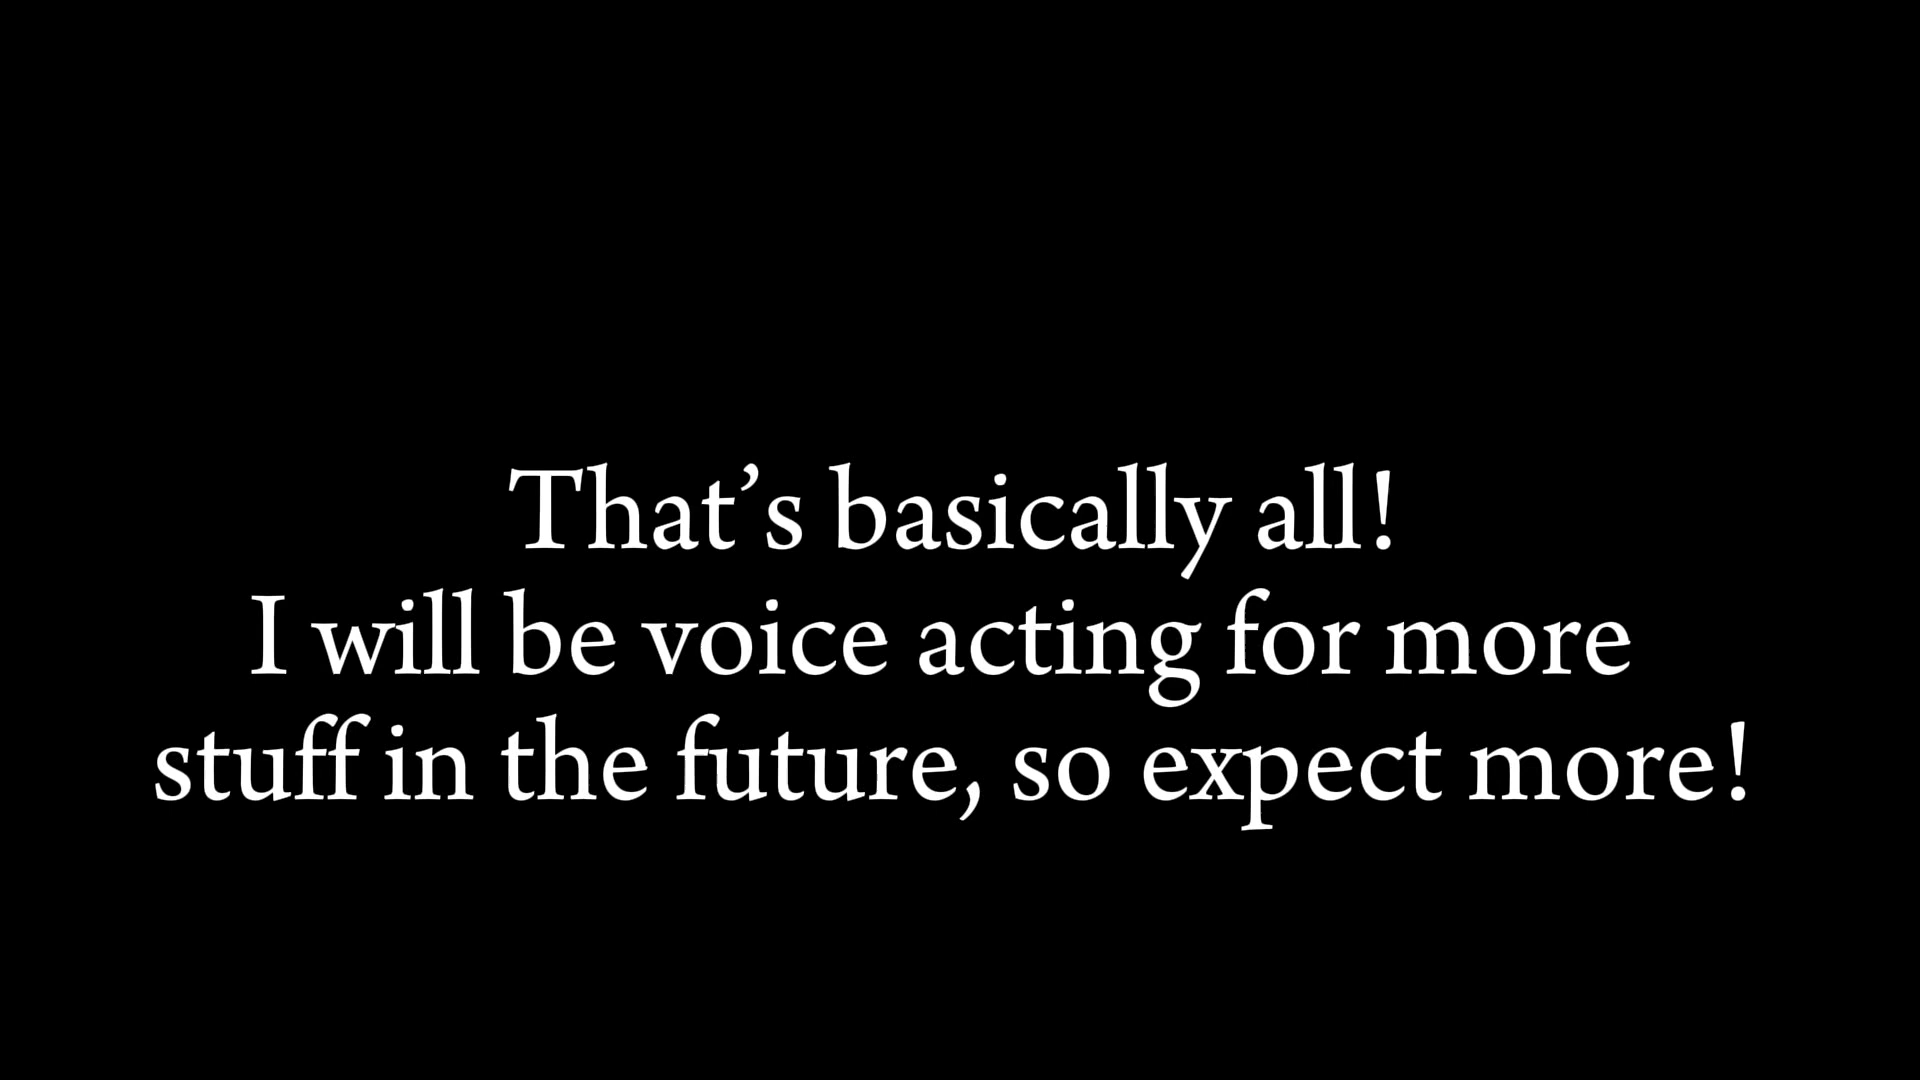 That’s basically all!
I will be voice acting for more
stuff in the future, so expect more!